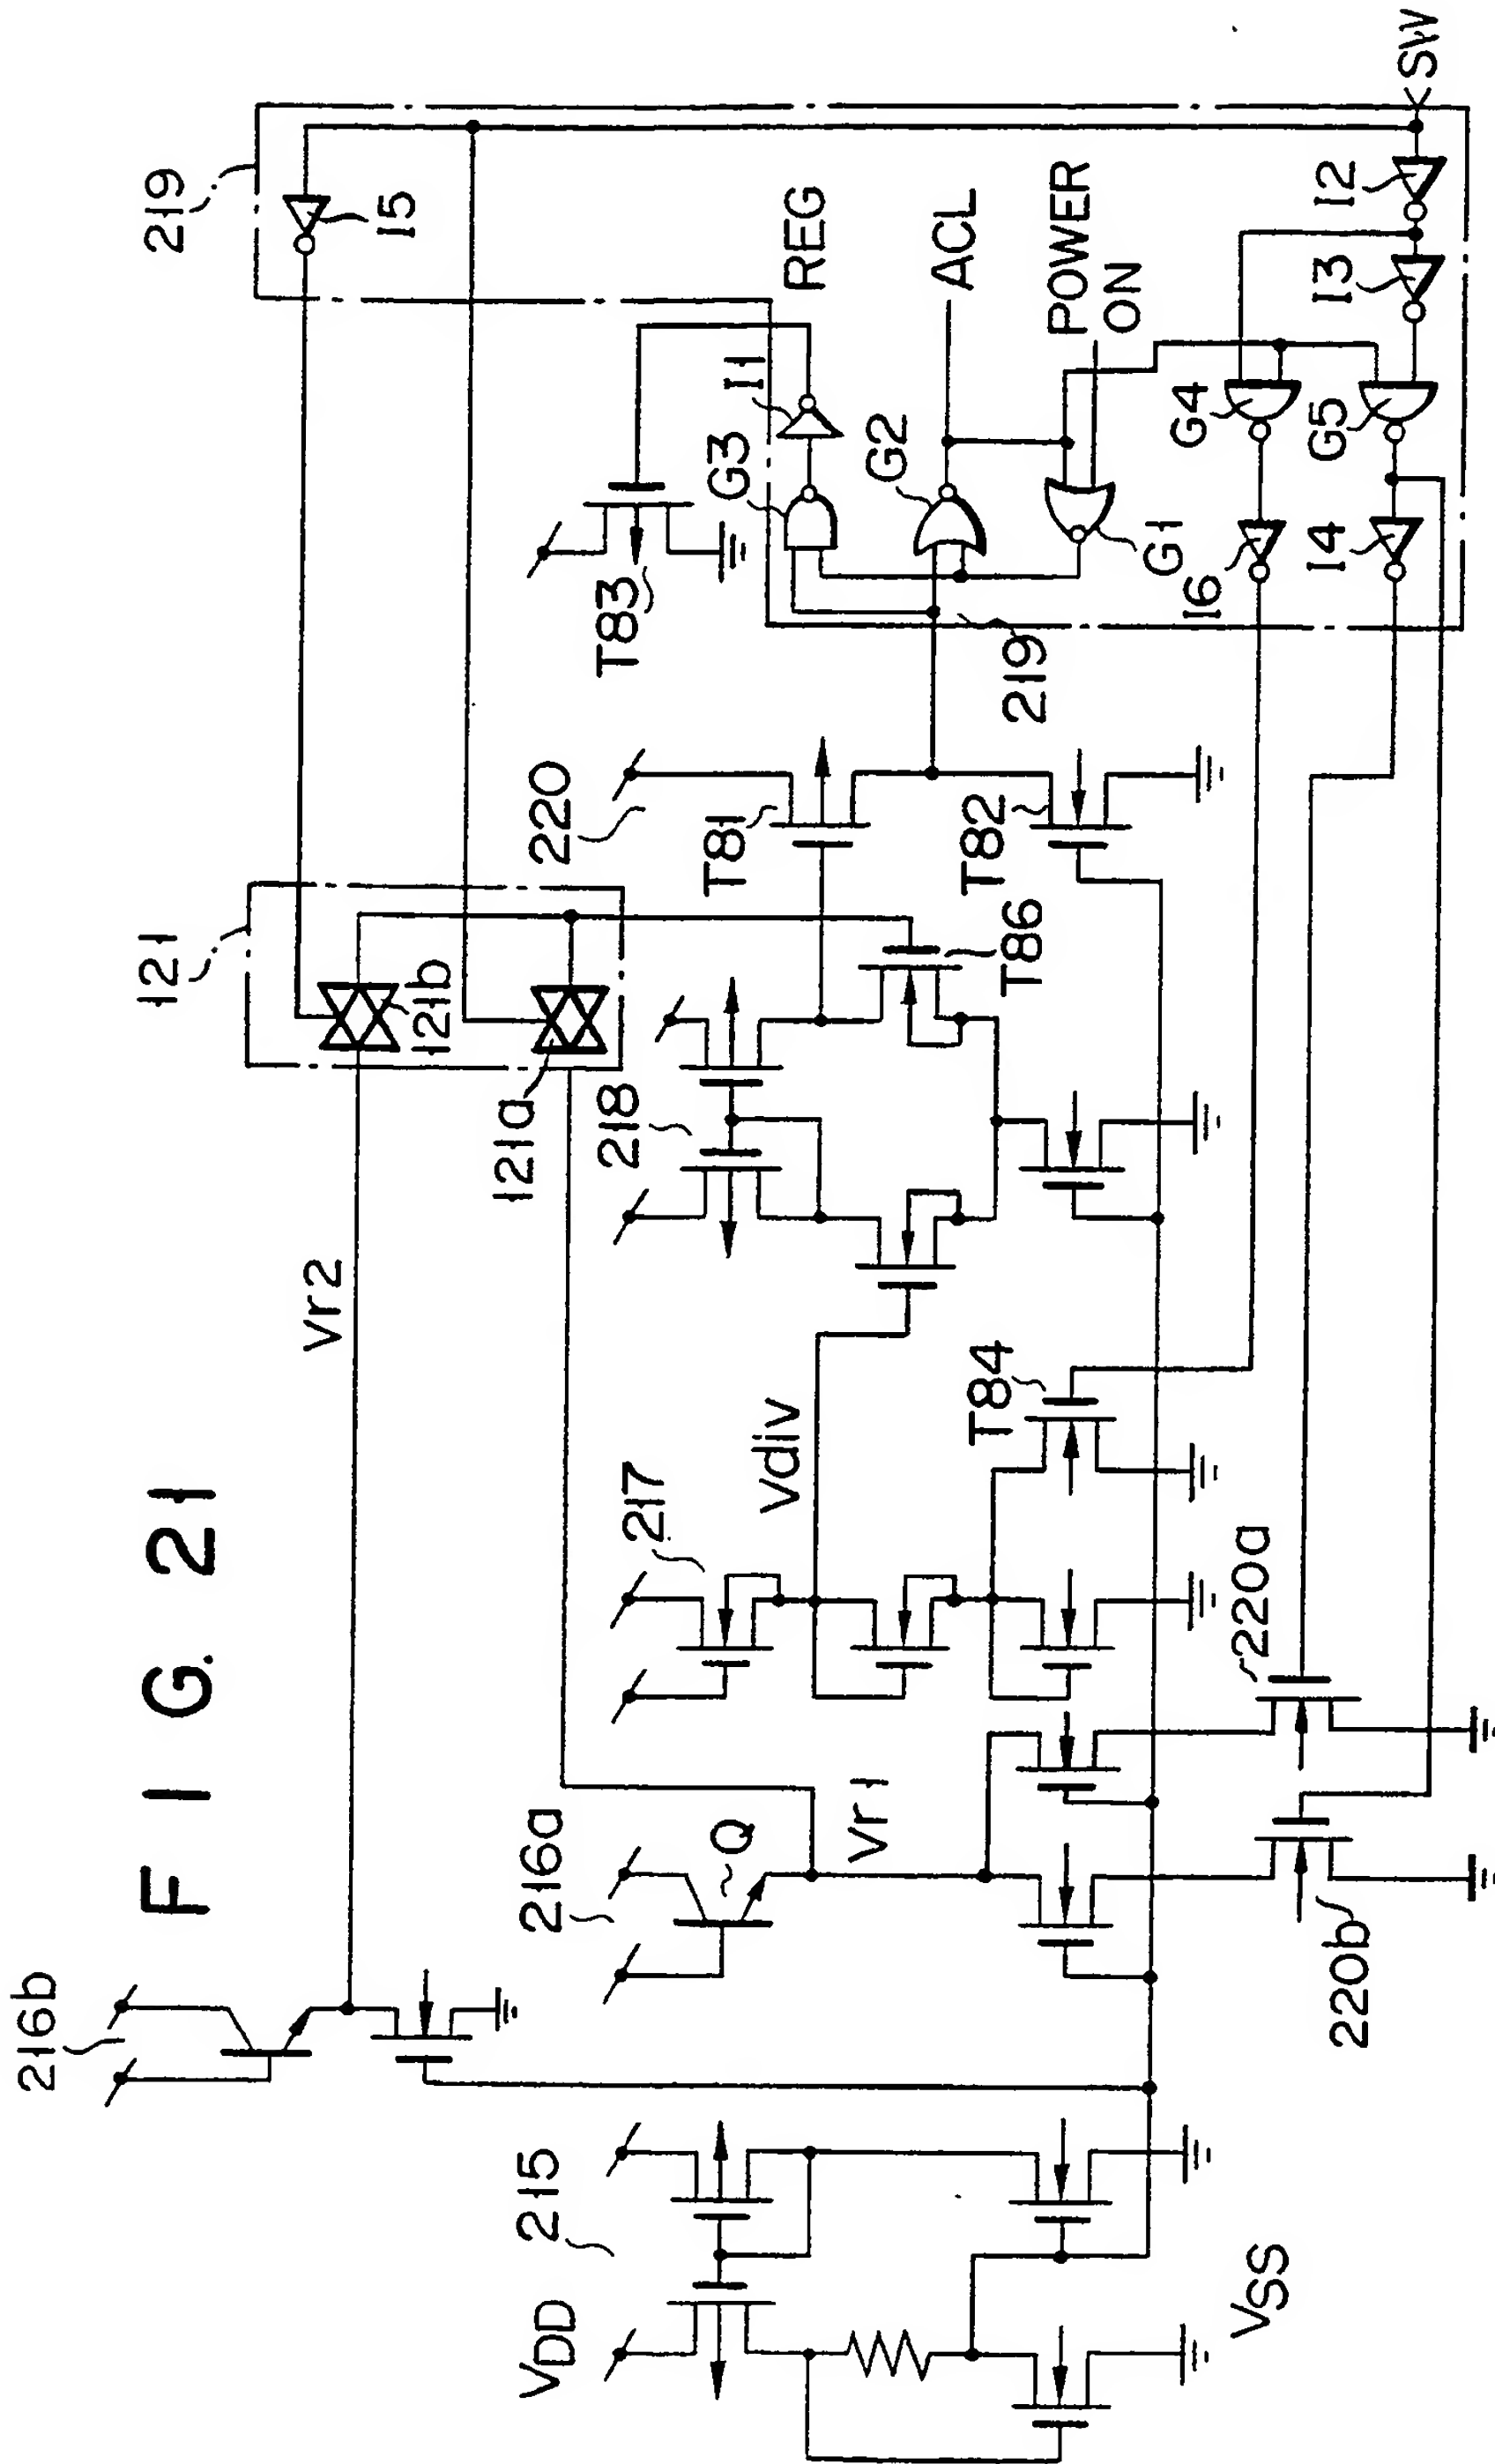 FIG. 21
216b
Vr2
121
219
121b
I5
215
VDD
216a
Q
217
218
121a
220
T83
REG
Vr1
Vdiv
T81
G3
I1
T84
T86
T82
219
G2
ACL
G1
POWER
ON
VSS
220b
220a
I6
G4
I4
G5
I3
I2
SW